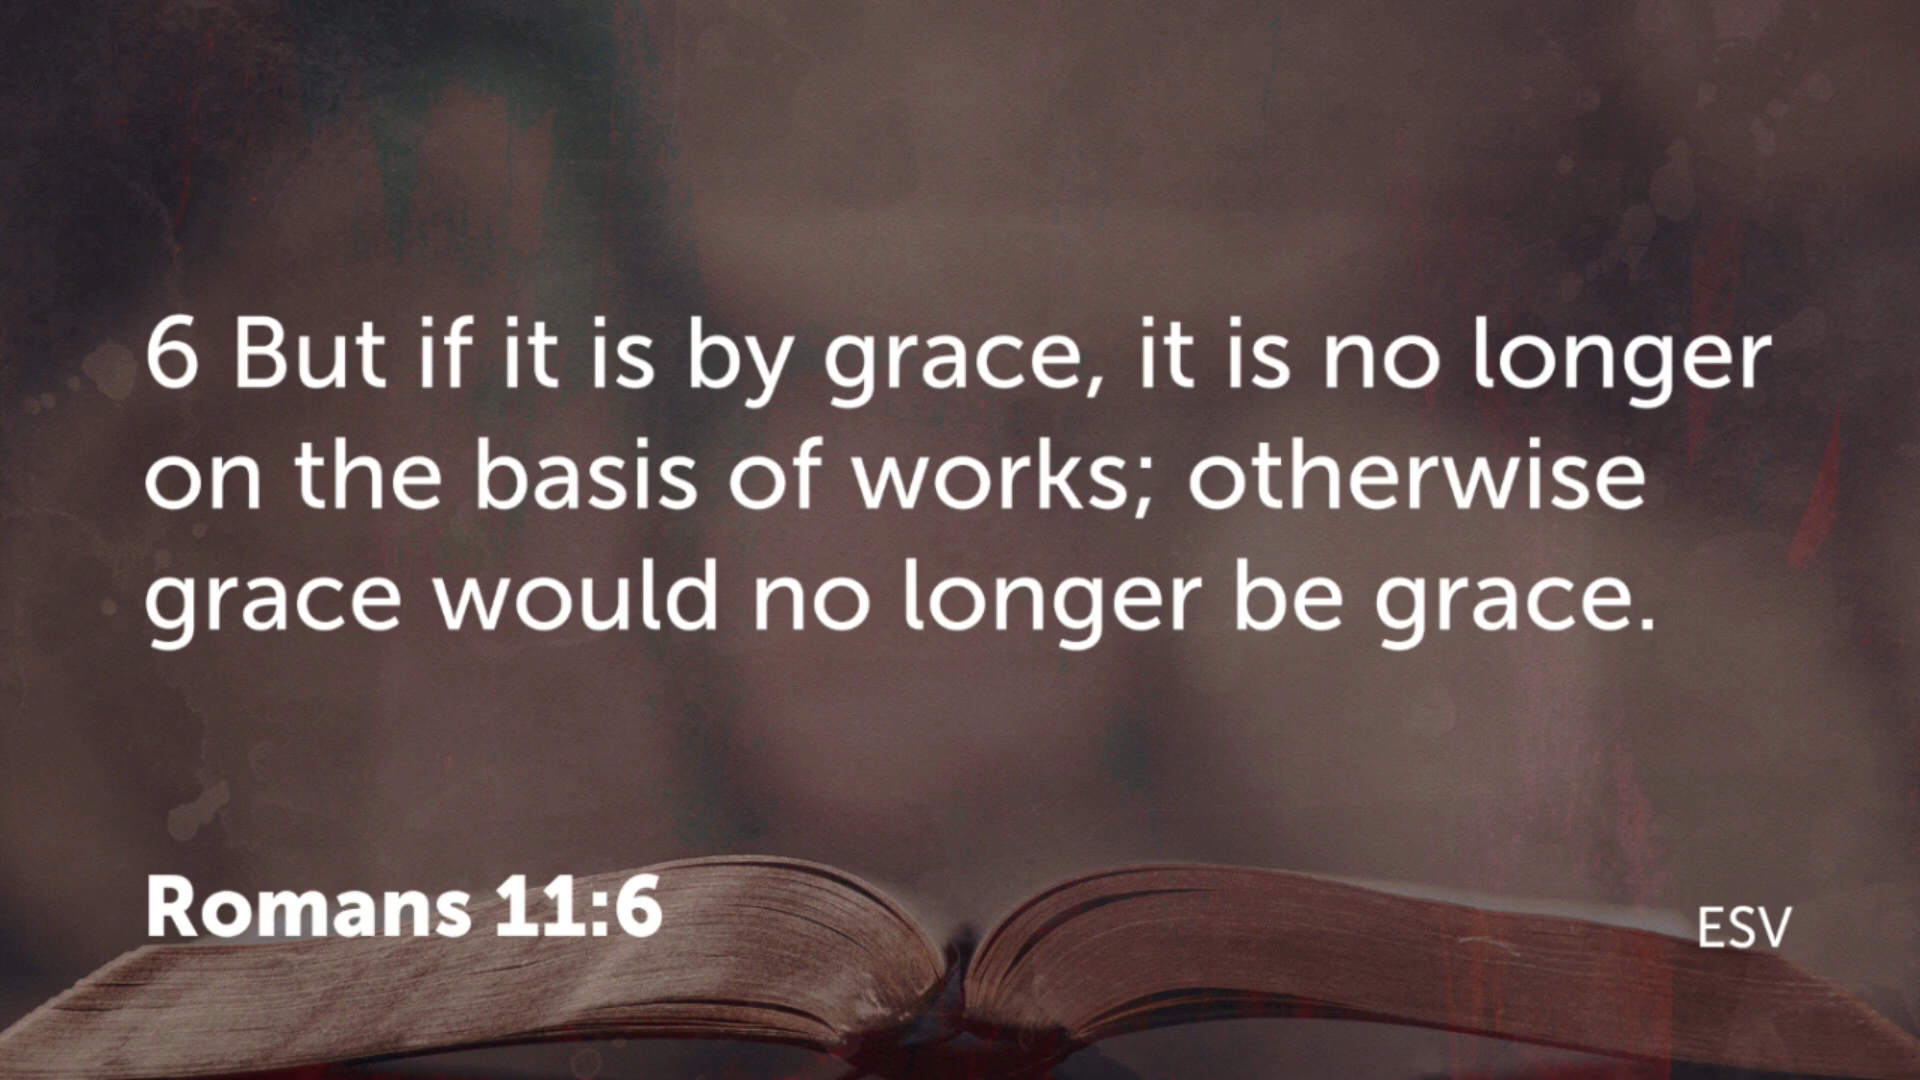 6 But if it is by grace, it is no longer
on the basis of works; otherwise
grace would no longer be grace.
Romans 11:6
ESV